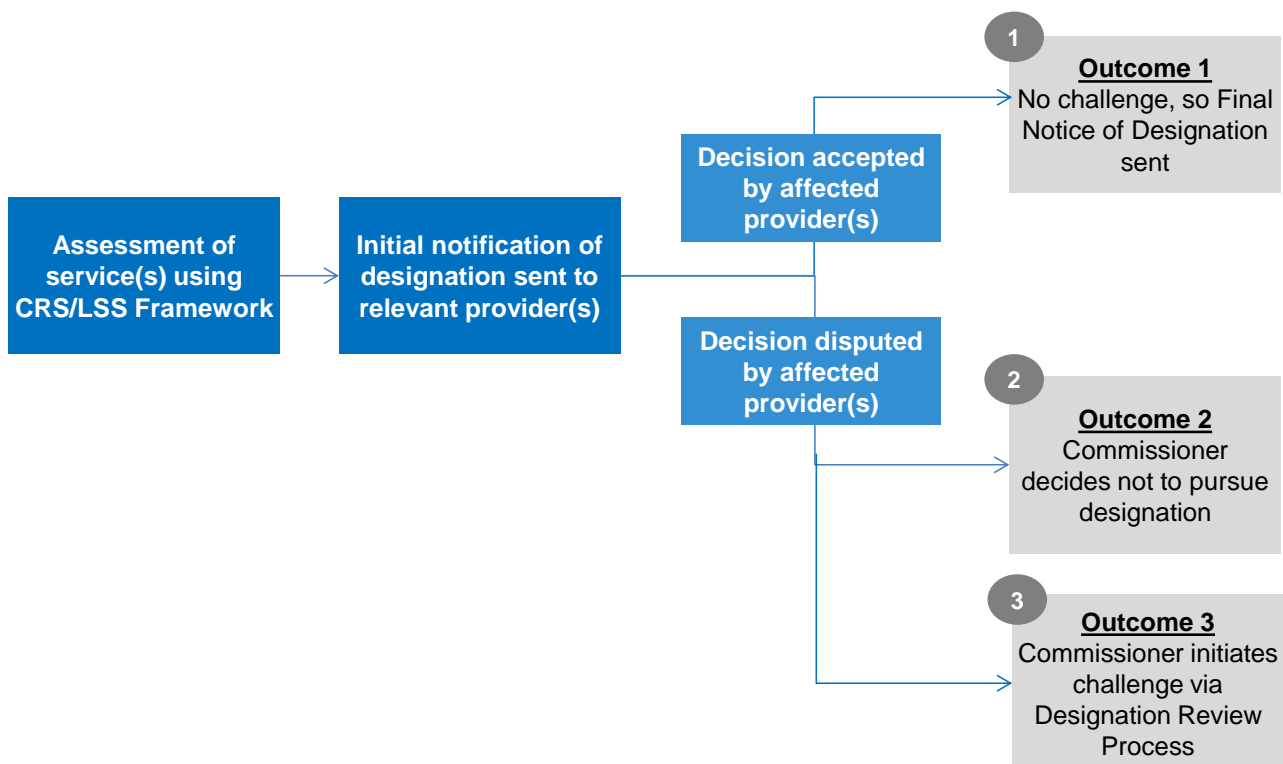 Assessment of
service(s) using
CRS/LSS Framework
Initial notification of
designation sent to
relevant provider(s)
Decision accepted
by affected
provider(s)
Decision disputed
by affected
provider(s)
1
Outcome 1
No challenge, so Final
Notice of Designation
sent
2
Outcome 2
Commissioner
decides not to pursue
designation
3
Outcome 3
Commissioner initiates
challenge via
Designation Review
Process